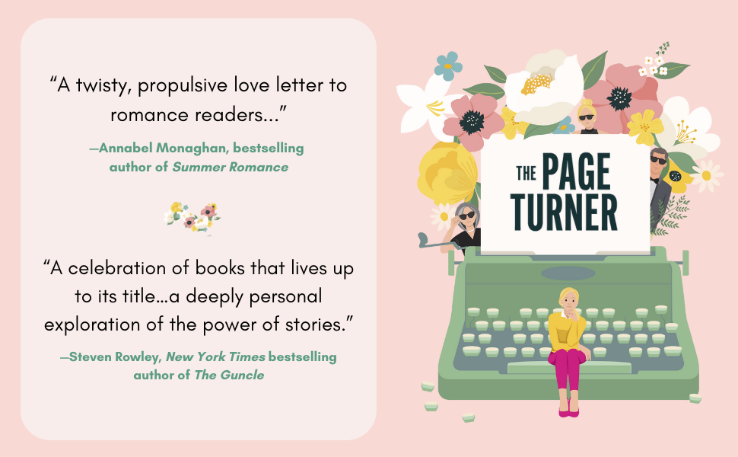 “A twisty, propulsive love letter to
romance readers...”
—Annabel Monaghan, bestselling
author of Summer Romance
“A celebration of books that lives up
to its title...a deeply personal
exploration of the power of stories.”
—Steven Rowley, New York Times bestselling
author of The Guncle
THE PAGE
TURNER